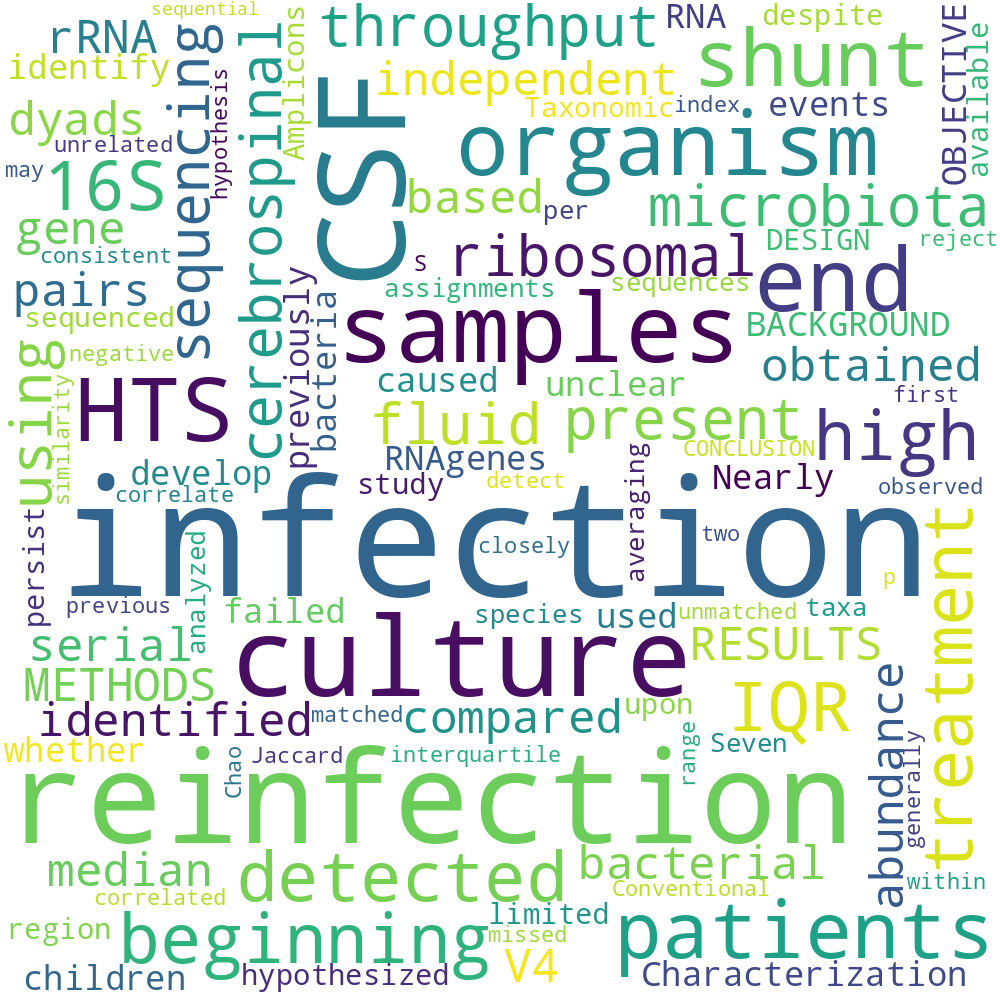 sequential
rRNA
throughput
RNA
despite
identify
sequencing
cerebrospinal
Amplicons
CSF
independent
shunt
OBJECTIVE
available
dyads
hypothesis
Taxonomic
index
events
unrelated
organism
may
16S
based
per
microbiota
gene
consistent
s
ribosomal
DESIGN
reject
pairs
previously
bacteria
assignments
sequences
end
sequenced
samples
BACKGROUND
using
negative
similarity
HTS
caused
unclear
obtained
first
fluid
present
high
develop
RNAgenes
CONCLUSION
correlate
study
detect
averaging
Nearly
observed
infection
persist
analyzed
closely
two
treatment
p
previous
failed
species
used
unmatched
taxa
serial
culture
RESULTS
METHODS
identified
matched
compared
upon
IQR
abundance
generally
whether
Chao
Jaccard
interquartile
range
Seven
reinfection
median
detected
bacterial
within
correlated
Conventional
region
beginning
limited
missed
patients
children
hypothesized
V4
Characterization